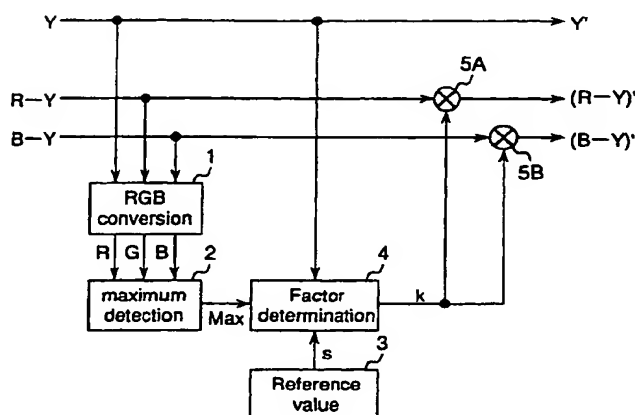 Y Y'
5A
R—Y (R—Y)'
B—Y (B—Y)'
5B
1
RGB
conversion
R G B 2 4
maximum
detection
Max
Factor
determination
k
s 3
Reference
value